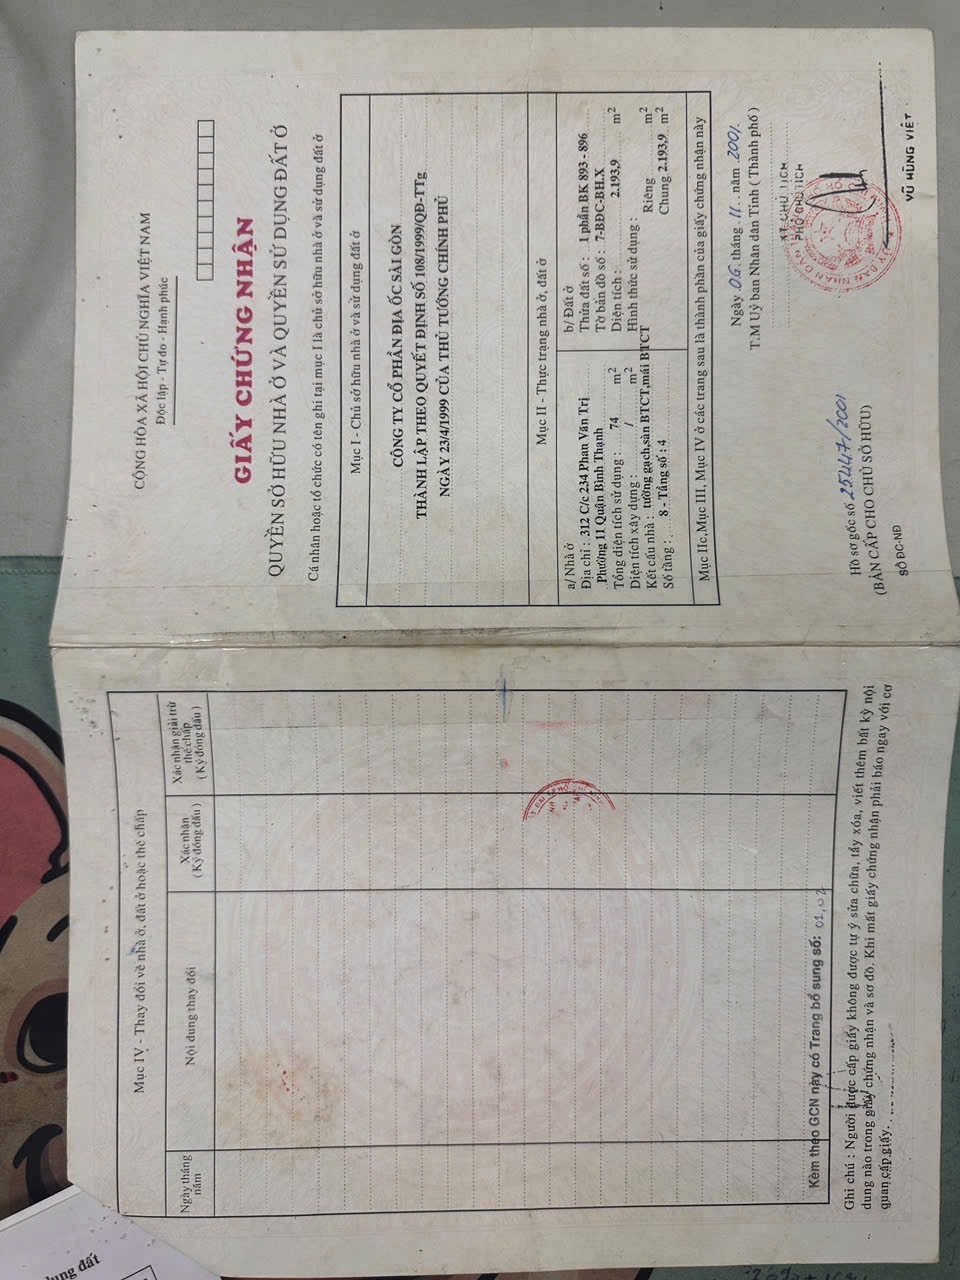 CỘNG HÒA XÃ HỘI CHỦ NGHĨA VIỆT NAM
Độc lập - Tự do - Hạnh phúc
GIẤY CHỨNG NHẬN
QUYỀN SỞ HỮU NHÀ Ở VÀ QUYỀN SỬ DỤNG ĐẤT Ở
Cá nhân hoặc tổ chức có tên ghi tại mục I là chủ sở hữu nhà ở và sử dụng đất ở
Mục I - Chủ sở hữu nhà ở và sử dụng đất ở
CÔNG TY CỔ PHẦN ĐỊA ỐC SÀI GÒN
THÀNH LẬP THEO QUYẾT ĐỊNH SỐ 108/1999/QĐ-TTg
NGÀY 23/4/1999 CỦA THỦ TƯỚNG CHÍNH PHỦ
Mục II - Thực trạng nhà ở, đất ở
a/ Nhà ở
Địa chỉ : 312 C/c 234 Phan Văn Trị
Phường 11 Quận Bình Thạnh
Tổng diện tích sử dụng : 74 m2
Diện tích xây dựng : / m2
Kết cấu nhà : tường gạch,sàn BTCT,mái BTCT
Số tầng : 8 - Tầng số : 4
b/ Đất ở
Thửa đất số : 1 phần BK 893 - 896
Tờ bản đồ số : 7-BĐC-BH.X
Diện tích : 2.193,9 m2
Hình thức sử dụng :
Riêng m2
Chung 2.193,9 m2
Mục IIc,Mục III, Mục IV ở các trang sau là thành phần của giấy chứng nhận này
Ngày 06 tháng 11 năm 2001
T.M Uỷ ban Nhân dân Tỉnh ( Thành phố )
KT CHỦ TỊCH
PHÓ CHỦ TỊCH
VŨ HÙNG VIỆT
Hồ sơ gốc số 25447/2001
(BẢN CẤP CHO CHỦ SỞ HỮU)
SỞ ĐC-NĐ
Mục IV - Thay đổi về nhà ở, đất ở hoặc thế chấp
Ngày tháng năm
Nội dung thay đổi
Xác nhận
( Ký đóng dấu )
Xác nhận giải trừ
thế chấp
( Ký đóng dấu )
Kèm theo GCN này có Trang bổ sung số: 01,02
Ghi chú : Người được cấp giấy không được tự ý sửa chữa, tẩy xóa, viết thêm bất kỳ nội
dung nào trong giấy chứng nhận và sơ đồ. Khi mất giấy chứng nhận phải báo ngay với cơ
quan cấp giấy.
dụng đất